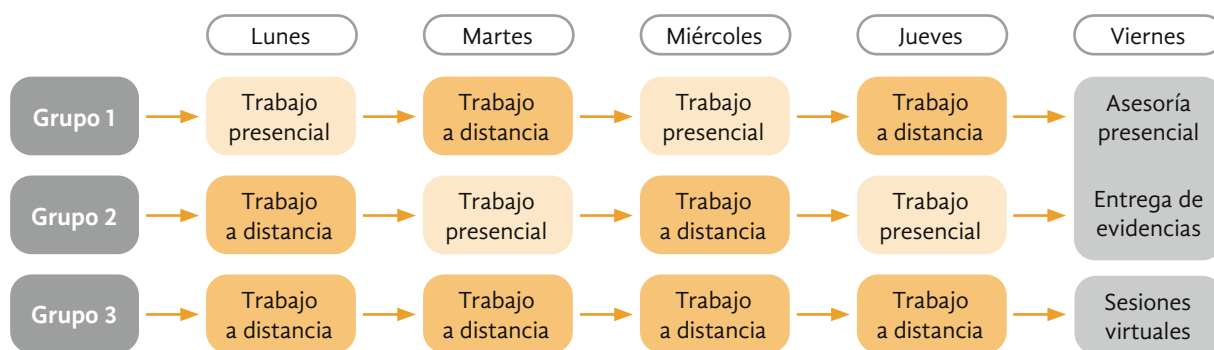 Lunes
Martes
Miércoles
Jueves
Viernes
Grupo 1
Trabajo
presencial
Trabajo
a distancia
Trabajo
presencial
Trabajo
a distancia
Asesoría
presencial
Grupo 2
Trabajo
a distancia
Trabajo
presencial
Trabajo
a distancia
Trabajo
presencial
Entrega de
evidencias
Grupo 3
Trabajo
a distancia
Trabajo
a distancia
Trabajo
a distancia
Trabajo
a distancia
Sesiones
virtuales